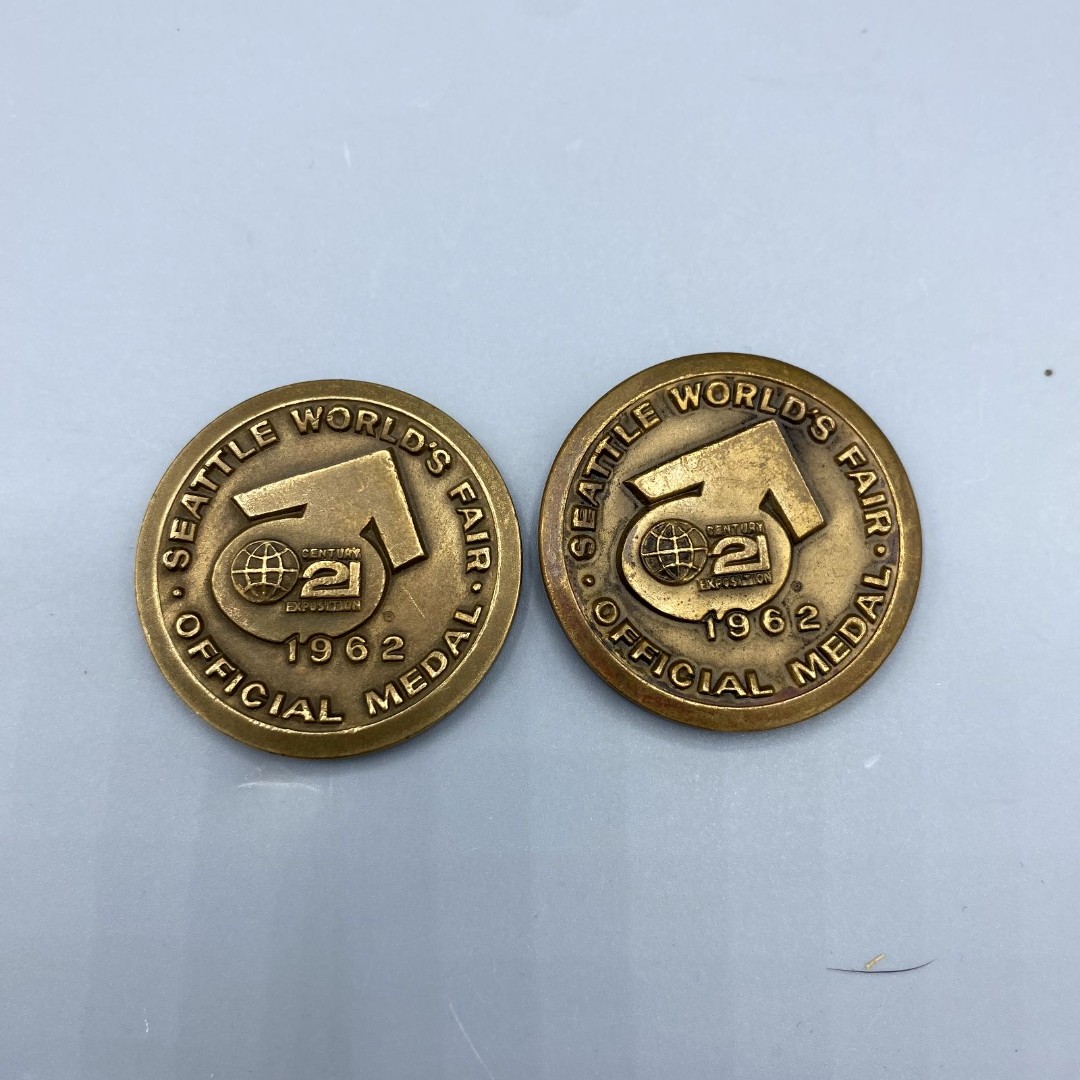 SEATTLE WORLD'S FAIR
CENTURY
21
EXPOSITION
®
1962
OFFICIAL MEDAL
SEATTLE WORLD'S FAIR
CENTURY
21
EXPOSITION
®
1962
OFFICIAL MEDAL